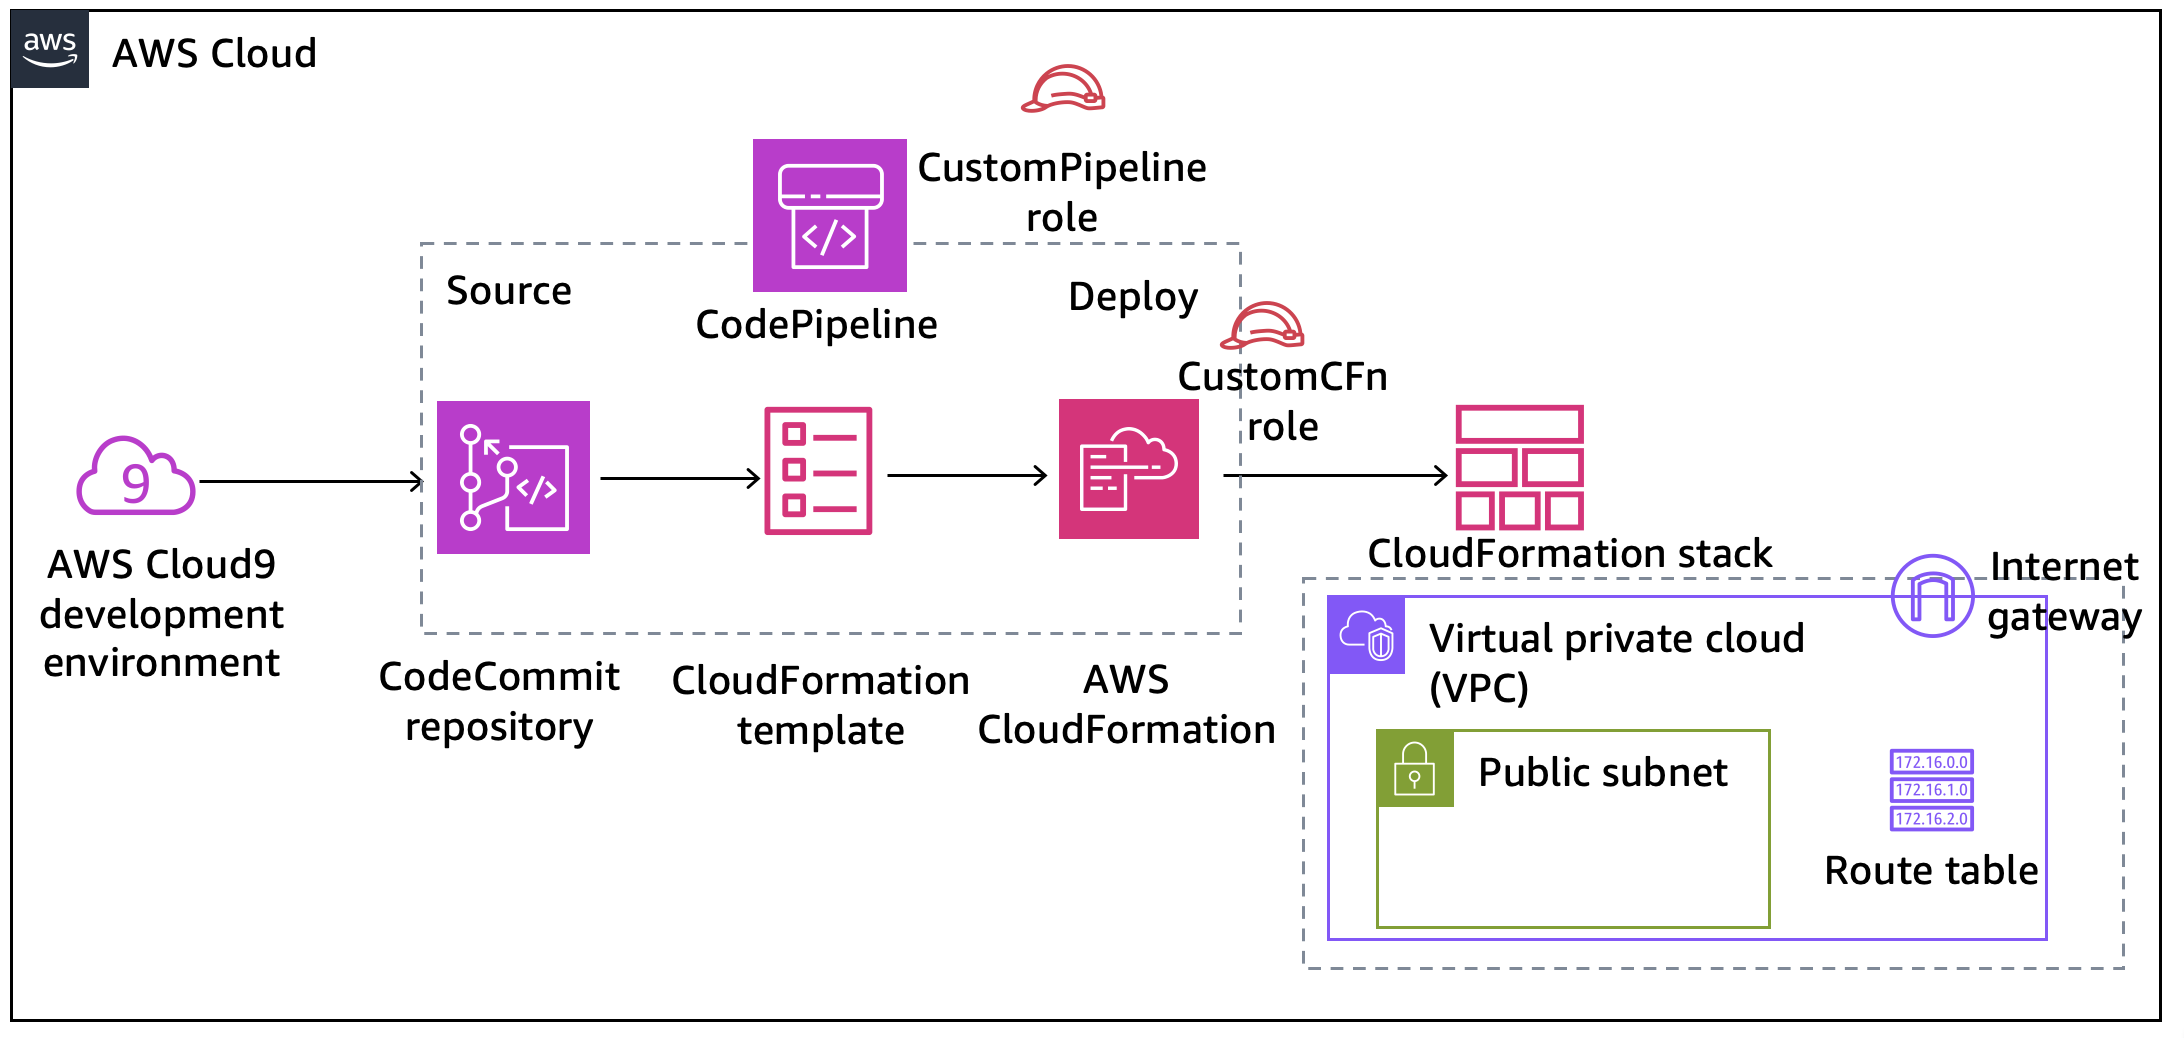 aws
AWS Cloud
CustomPipeline
role
</>
Source
CodePipeline
Deploy
CustomCFn
role
9
</>
AWS Cloud9
development
environment
CodeCommit
repository
CloudFormation
template
AWS
CloudFormation
CloudFormation stack
Internet
gateway
Virtual private cloud
(VPC)
Public subnet
172.16.0.0
172.16.1.0
172.16.2.0
Route table